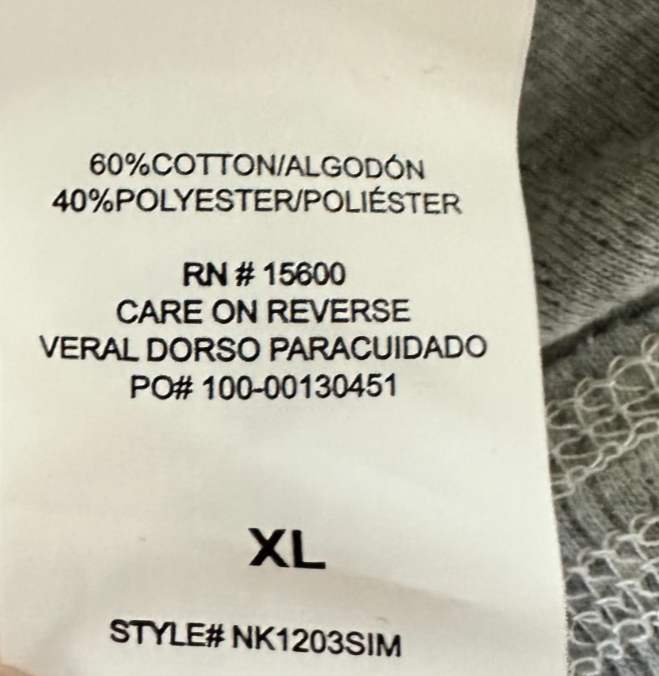 60%COTTON/ALGODÓN
40%POLYESTER/POLIÉSTER
RN # 15600
CARE ON REVERSE
VERAL DORSO PARACUIDADO
PO# 100-00130451
XL
STYLE# NK1203SIM